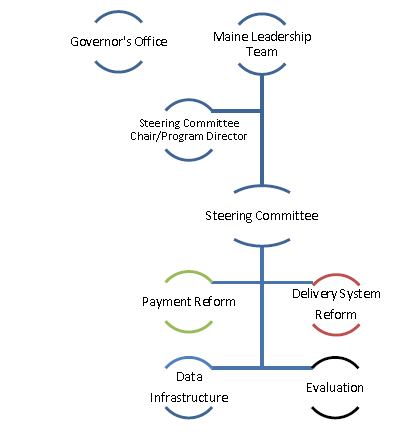 Governor's Office
Maine Leadership
Team
Steering Committee
Chair/Program Director
Steering Committee
Payment Reform
Delivery System
Reform
Data
Infrastructure
Evaluation